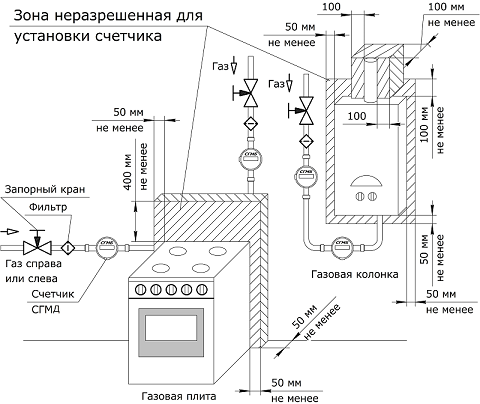 Зона неразрешенная для
установки счетчика
100
50 мм
не менее
100 мм
не менее
Газ
Газ
50 мм
не менее
400 мм
не менее
100
100 мм
не менее
СГМБ
СГМБ
Запорный кран
Фильтр
СГМБ
СГМБ
Газ справа
или слева
Счетчик
СГМД
Газовая колонка
50 мм
не менее
50 мм
не менее
50 мм
не менее
Газовая плита
50 мм
не менее